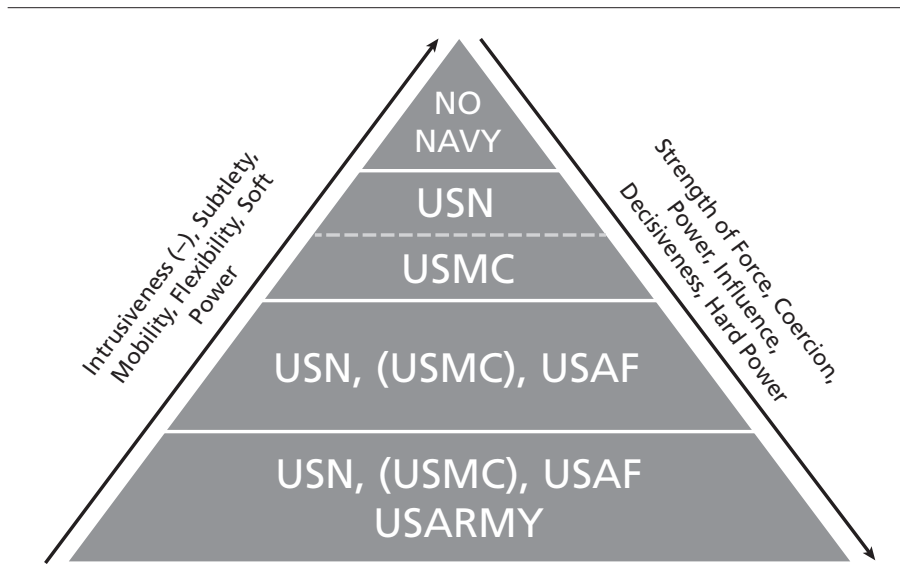 NO
NAVY
USN
USMC
USN, (USMC), USAF
USN, (USMC), USAF
USARMY
Intrusiveness (–), Subtlety,
Mobility, Flexibility, Soft
Power
Strength of Force, Coercion,
Power, Influence,
Decisiveness, Hard Power